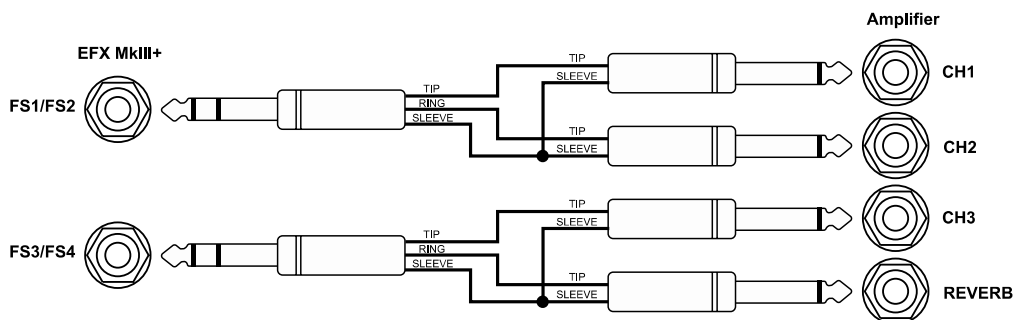 Amplifier
EFX MkIII+
FS1/FS2
TIP
RING
SLEEVE
TIP
SLEEVE
CH1
TIP
SLEEVE
CH2
FS3/FS4
TIP
RING
SLEEVE
TIP
SLEEVE
CH3
TIP
SLEEVE
REVERB